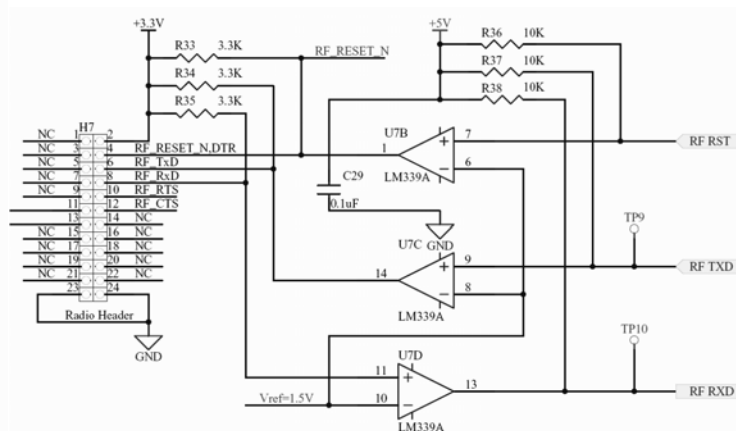 +3.3V
R33 3.3K
RF_RESET_N
+5V
R36 10K
R34 3.3K
R37 10K
R35 3.3K
R38 10K
H7
U7B
NC 1 2
7 RF RST
NC 3 4 RF_RESET_N,DTR 1
NC 5 6 RF_TxD
6
NC 7 8 RF_RxD
C29
LM339A
NC 9 10 RF_RTS
0.1uF
11 12 RF_CTS
TP9
13 14 NC
GND
NC 15 16 NC
U7C
NC 17 18 NC
9 RF TXD
NC 19 20 NC
14
NC 21 22 NC
8
23 24
LM339A
Radio Header
TP10
GND
U7D
11
13 RF RXD
Vref=1.5V 10
LM339A